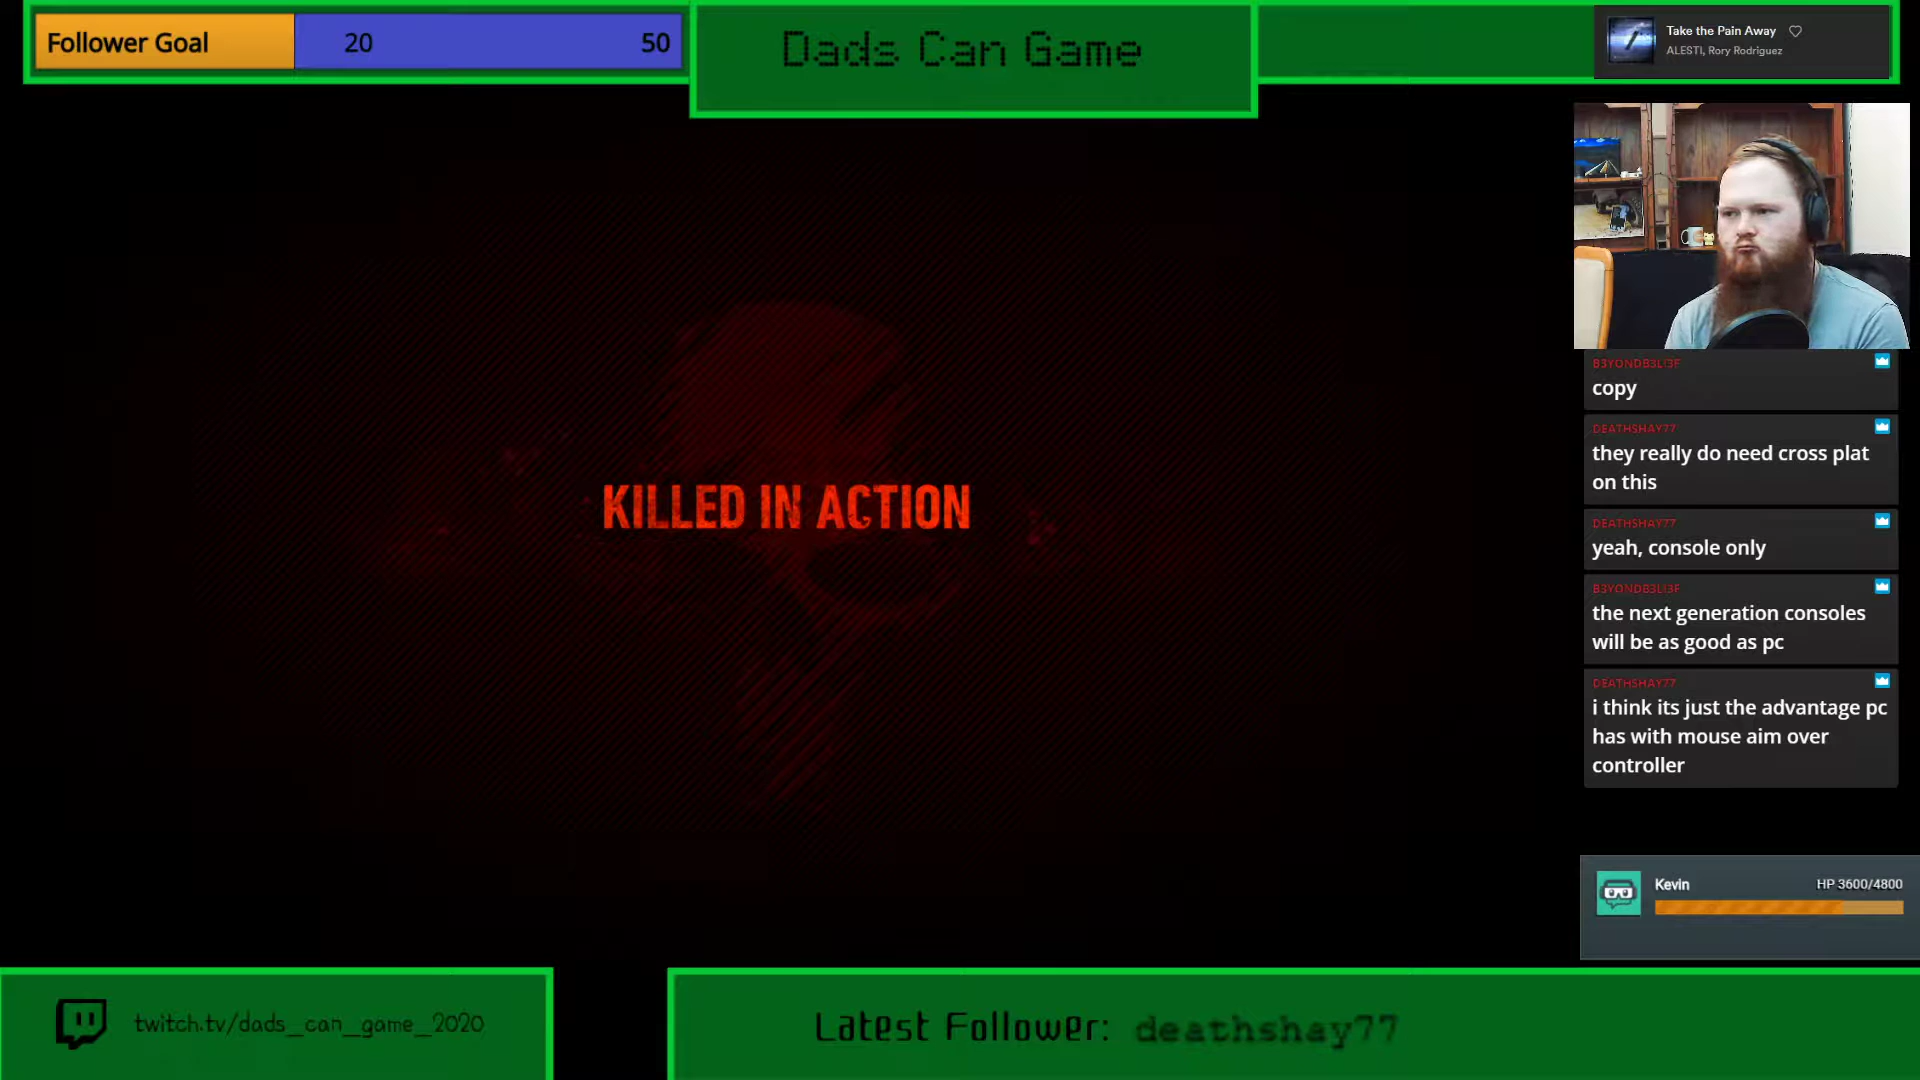 Follower Goal 20 50
Dads Can Game
Take the Pain Away
ALESTI, Rory Rodriguez
KILLED IN ACTION
B3YONDB3LI3F
copy
DEATHSHAY77
they really do need cross plat
on this
DEATHSHAY77
yeah, console only
B3YONDB3LI3F
the next generation consoles
will be as good as pc
DEATHSHAY77
i think its just the advantage pc
has with mouse aim over
controller
Kevin HP 3600/4800
twitch.tv/dads_can_game_2020
Latest Follower: deathshay77